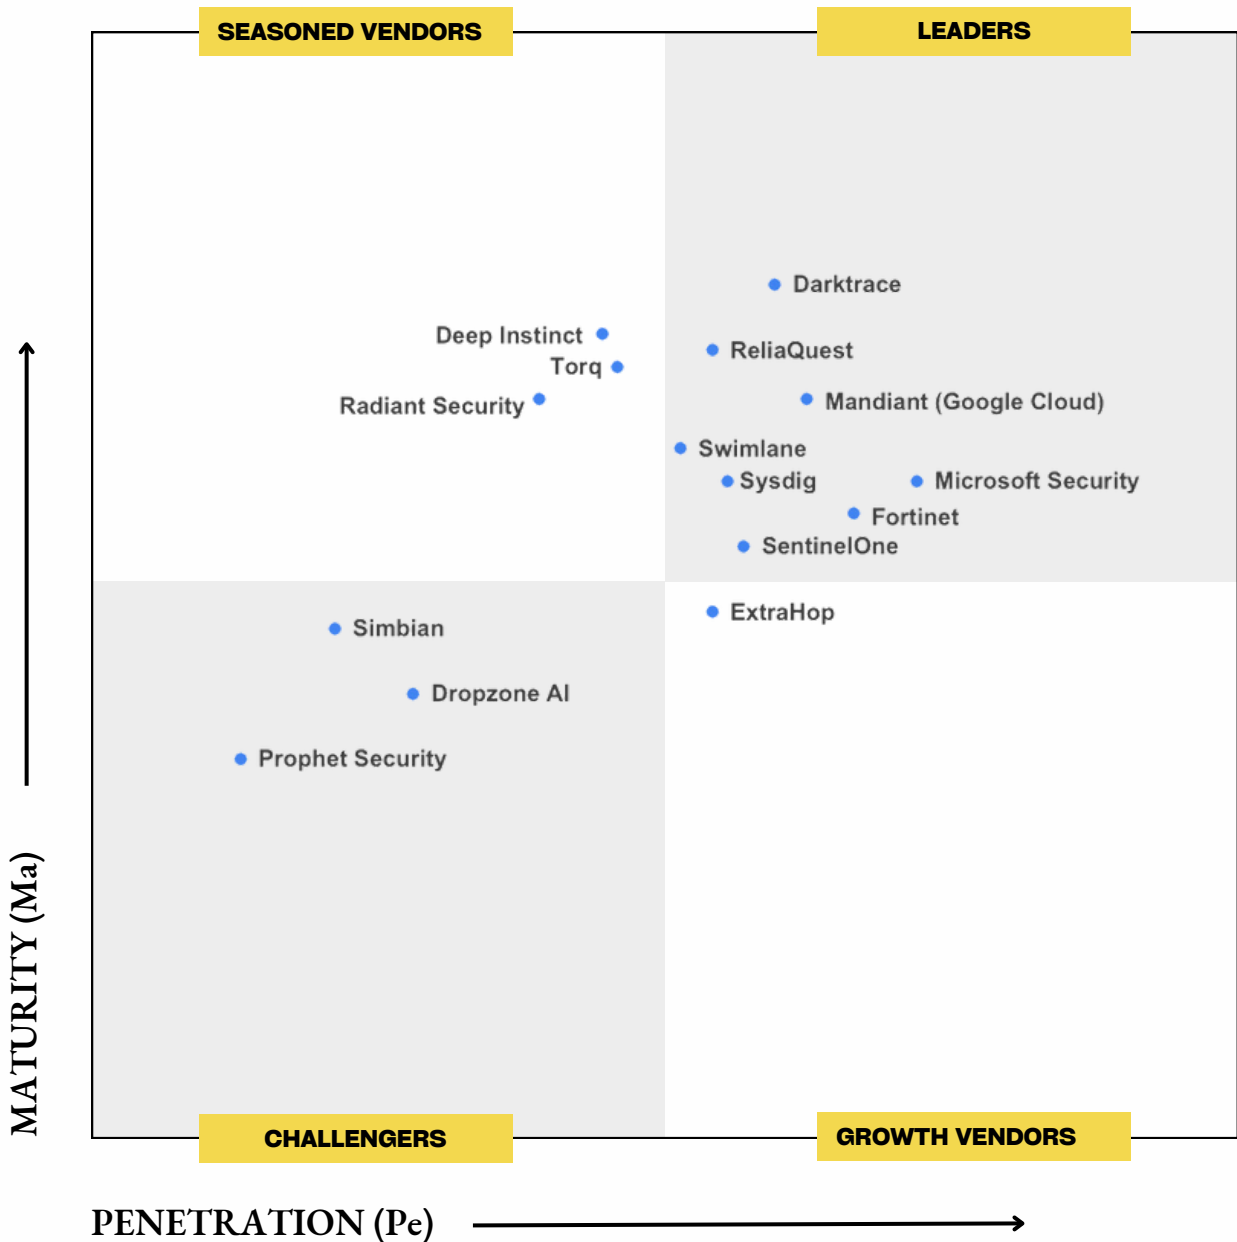 SEASONED VENDORS
LEADERS
Darktrace
Deep Instinct
ReliaQuest
Torq
Radiant Security
Mandiant (Google Cloud)
Swimlane
Sysdig
Microsoft Security
Fortinet
SentinelOne
ExtraHop
Simbian
Dropzone AI
Prophet Security
MATURITY (Ma)
CHALLENGERS
GROWTH VENDORS
PENETRATION (Pe)